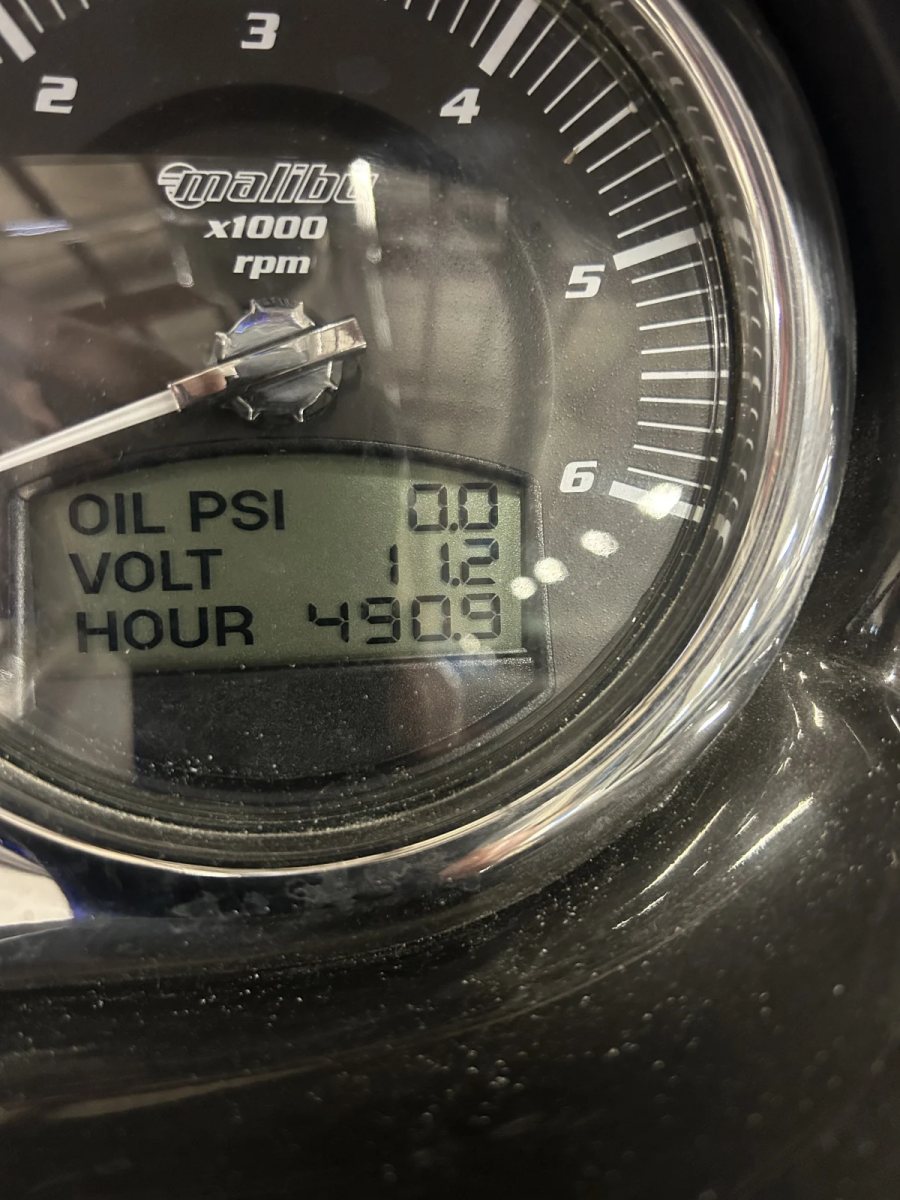 3
2
4
malibu
x1000
rpm
5
6
OIL PSI 0.0
VOLT 11.2
HOUR 490.9